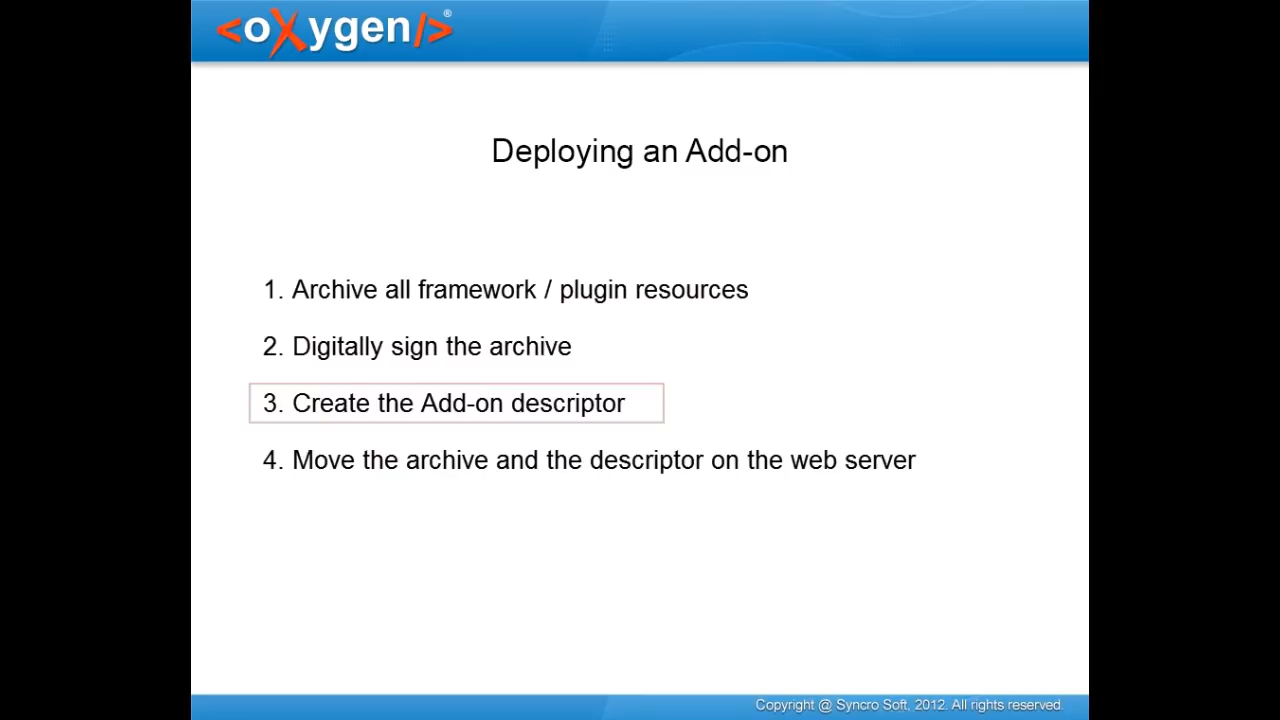 <oXygen/>®
Deploying an Add-on
1. Archive all framework / plugin resources
2. Digitally sign the archive
3. Create the Add-on descriptor
4. Move the archive and the descriptor on the web server
Copyright @ Syncro Soft, 2012. All rights reserved.